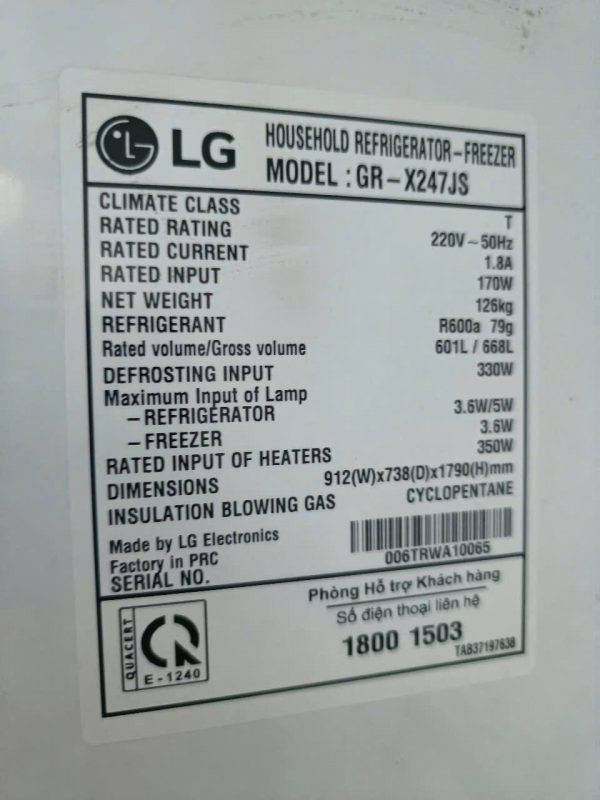 LG
HOUSEHOLD REFRIGERATOR-FREEZER
MODEL : GR-X247JS
CLIMATE CLASS T
RATED RATING 220V~50Hz
RATED CURRENT 1.8A
RATED INPUT 170W
NET WEIGHT 126kg
REFRIGERANT R600a 79g
Rated volume/Gross volume 601L / 668L
DEFROSTING INPUT 330W
Maximum Input of Lamp
-REFRIGERATOR 3.6W/5W
-FREEZER 3.6W
RATED INPUT OF HEATERS 350W
DIMENSIONS 912(W)x738(D)x1790(H)mm
INSULATION BLOWING GAS CYCLOPENTANE
Made by LG Electronics
Factory in PRC
SERIAL NO. 006TRWA10065
QUACERT
E-1240
Phòng Hỗ trợ Khách hàng
Số điện thoại liên hệ
1800 1503
TAB37197638